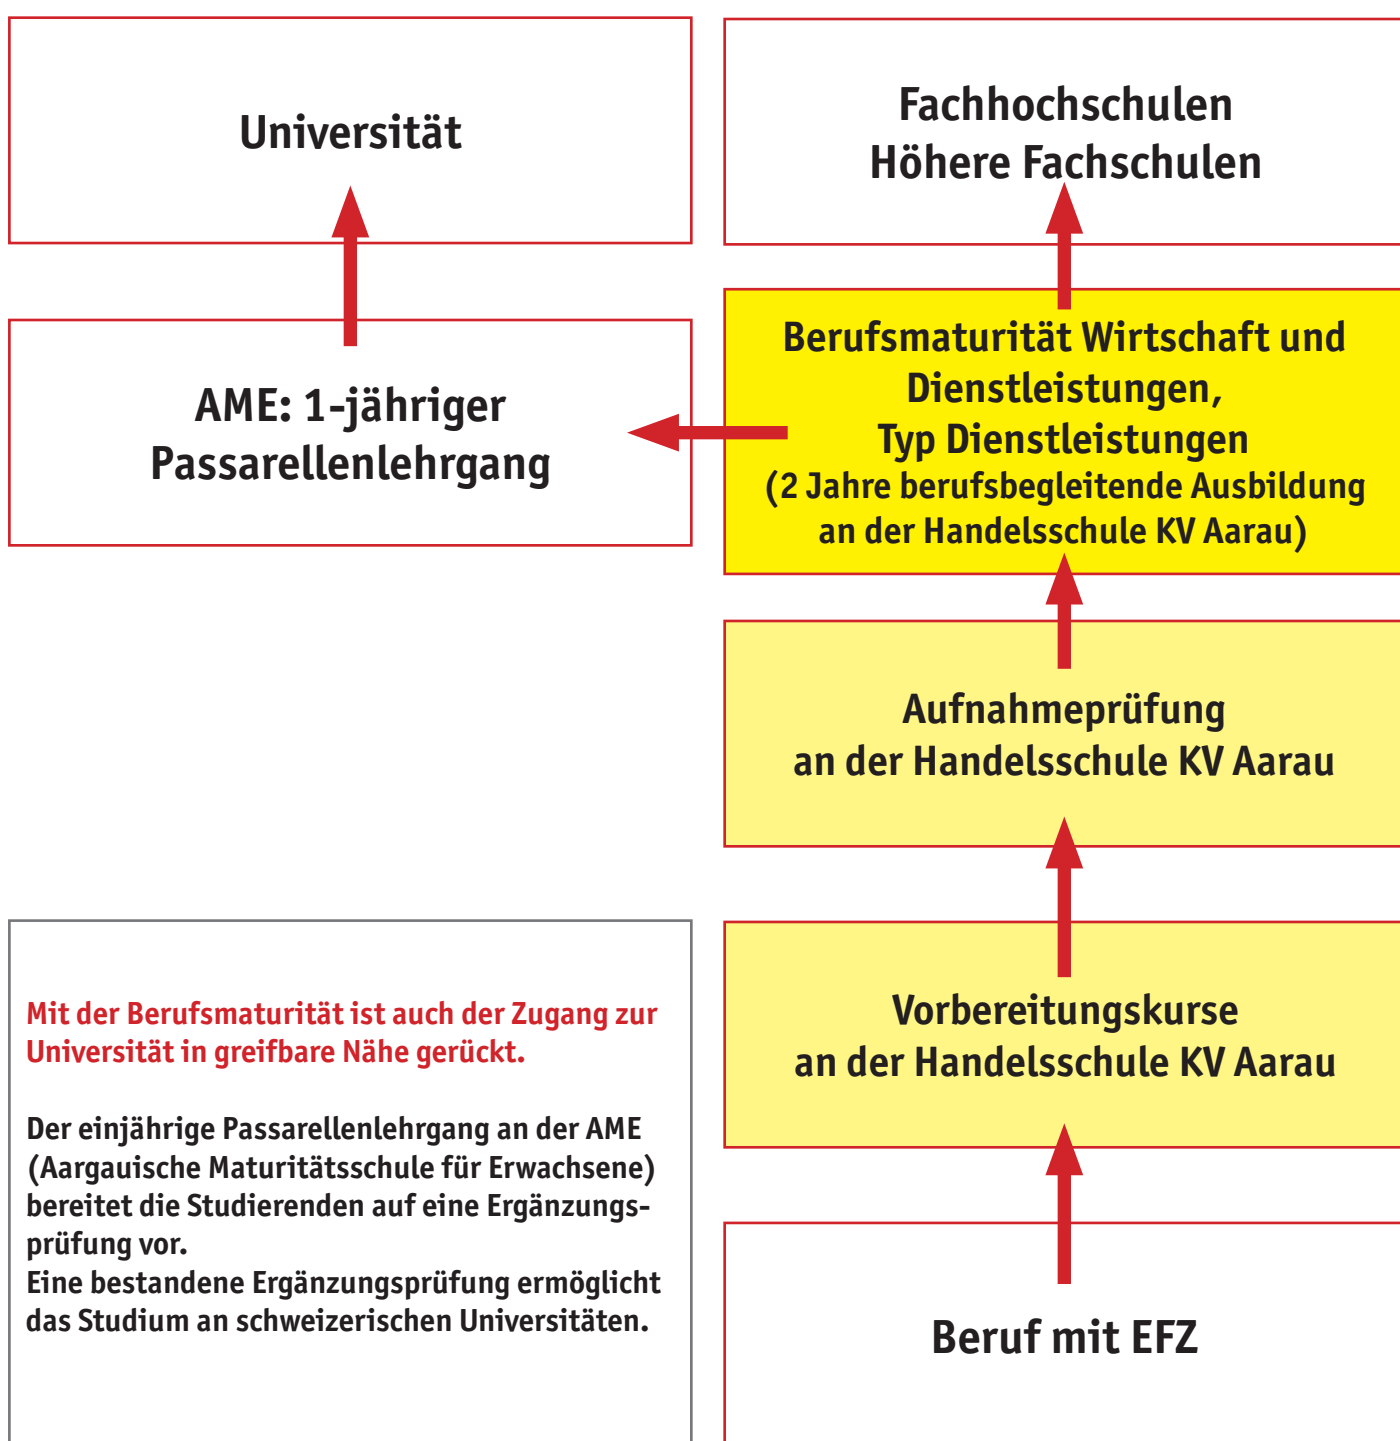 Universität
Fachhochschulen
Höhere Fachschulen
AME: 1-jähriger
Passarellenlehrgang
Berufsmaturität Wirtschaft und
Dienstleistungen,
Typ Dienstleistungen
(2 Jahre berufsbegleitende Ausbildung
an der Handelsschule KV Aarau)
Aufnahmeprüfung
an der Handelsschule KV Aarau
Vorbereitungskurse
an der Handelsschule KV Aarau
Beruf mit EFZ
Mit der Berufsmaturität ist auch der Zugang zur
Universität in greifbare Nähe gerückt.
Der einjährige Passarellenlehrgang an der AME
(Aargauische Maturitätsschule für Erwachsene)
bereitet die Studierenden auf eine Ergänzungs-
prüfung vor.
Eine bestandene Ergänzungsprüfung ermöglicht
das Studium an schweizerischen Universitäten.